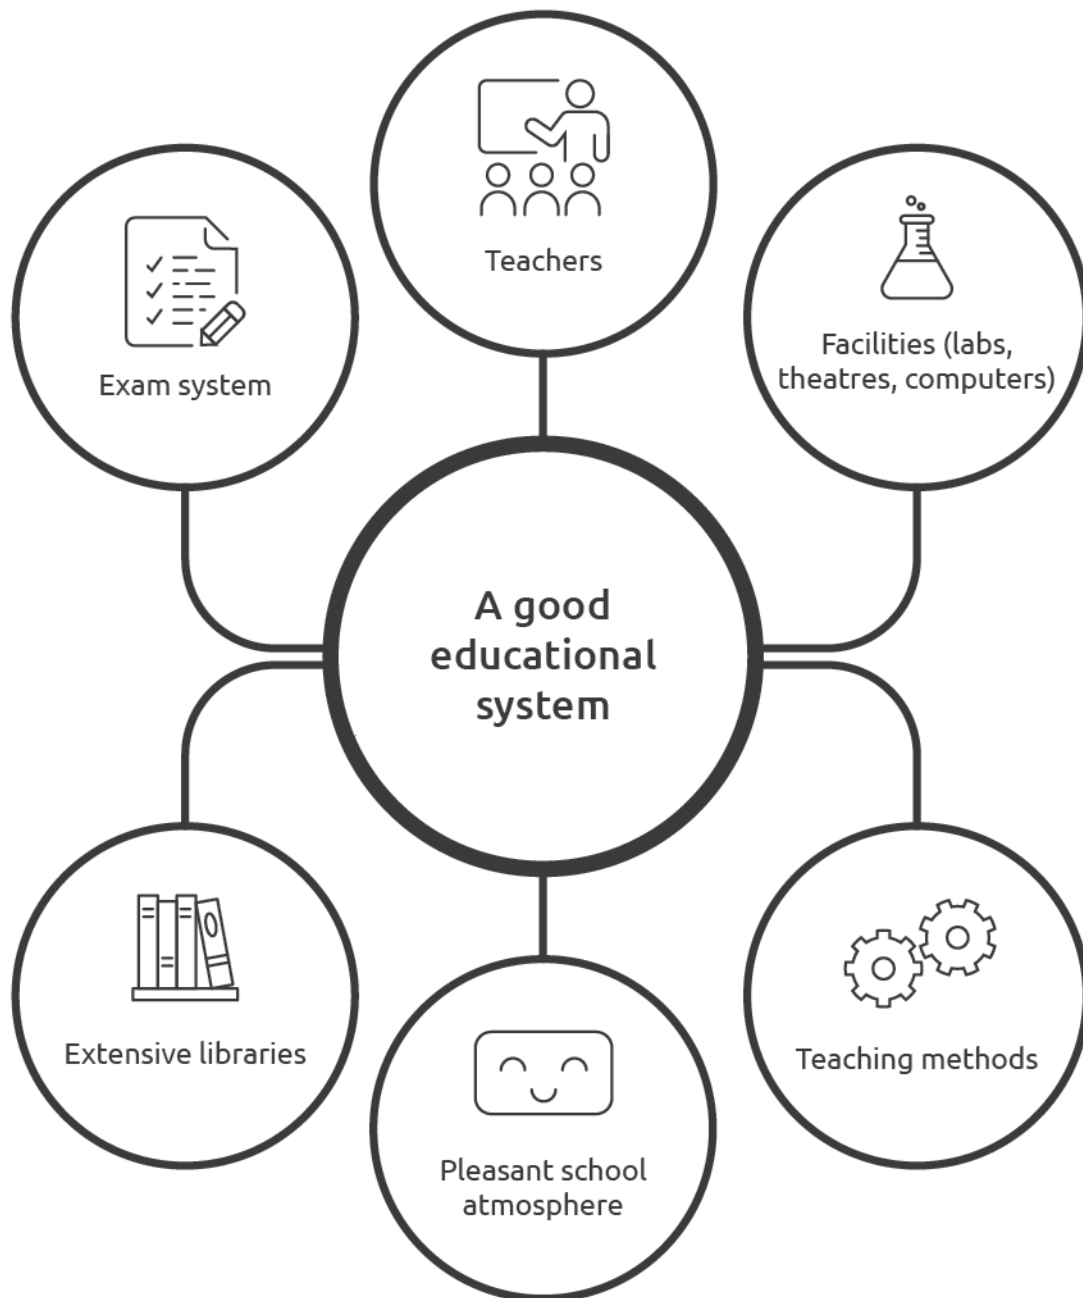 Teachers
Exam system
Facilities (labs,
theatres, computers)
A good
educational
system
Extensive libraries
Teaching methods
Pleasant school
atmosphere